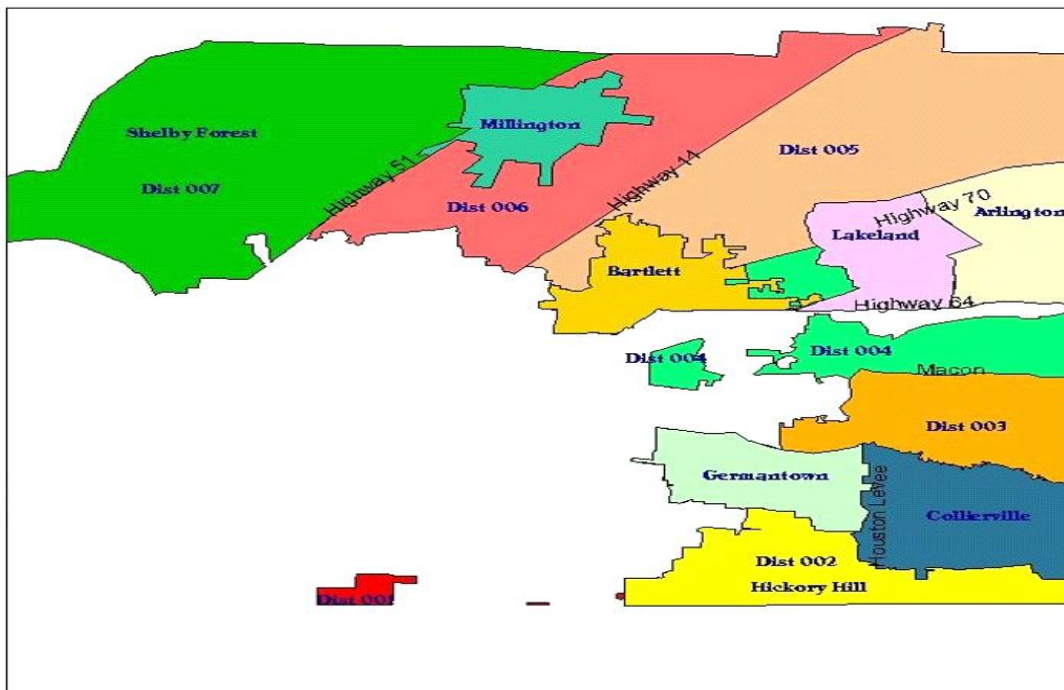 Shelby Forest
Millington
Dist 007
Highway 51
Dist 006
Highway 14
Dist 005
Highway 70
Arlington
Lakeland
Bartlett
Highway 64
Dist 004
Dist 004
Macon
Dist 003
Germantown
Houston Levee
Collierville
Dist 002
Hickory Hill
Dist 001